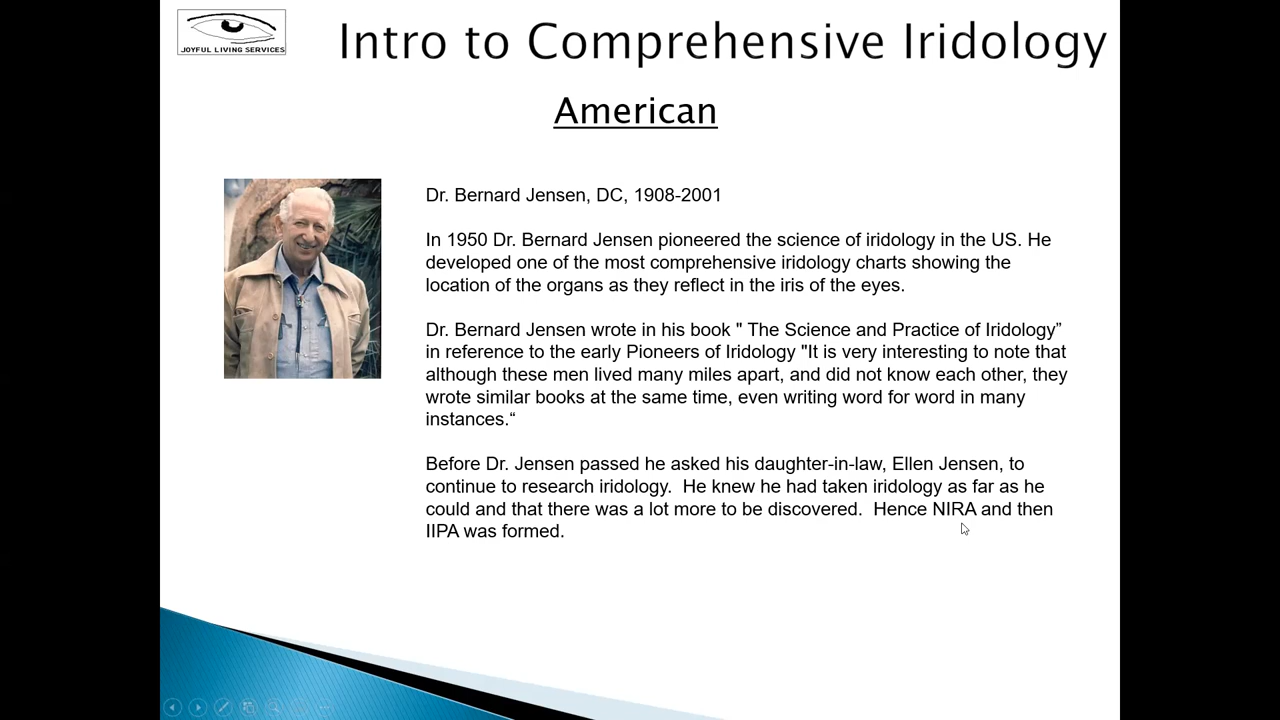 JOYFUL LIVING SERVICES
Intro to Comprehensive Iridology
American
Dr. Bernard Jensen, DC, 1908-2001
In 1950 Dr. Bernard Jensen pioneered the science of iridology in the US. He
developed one of the most comprehensive iridology charts showing the
location of the organs as they reflect in the iris of the eyes.
Dr. Bernard Jensen wrote in his book " The Science and Practice of Iridology”
in reference to the early Pioneers of Iridology "It is very interesting to note that
although these men lived many miles apart, and did not know each other, they
wrote similar books at the same time, even writing word for word in many
instances.“
Before Dr. Jensen passed he asked his daughter-in-law, Ellen Jensen, to
continue to research iridology.  He knew he had taken iridology as far as he
could and that there was a lot more to be discovered.  Hence NIRA and then
IIPA was formed.